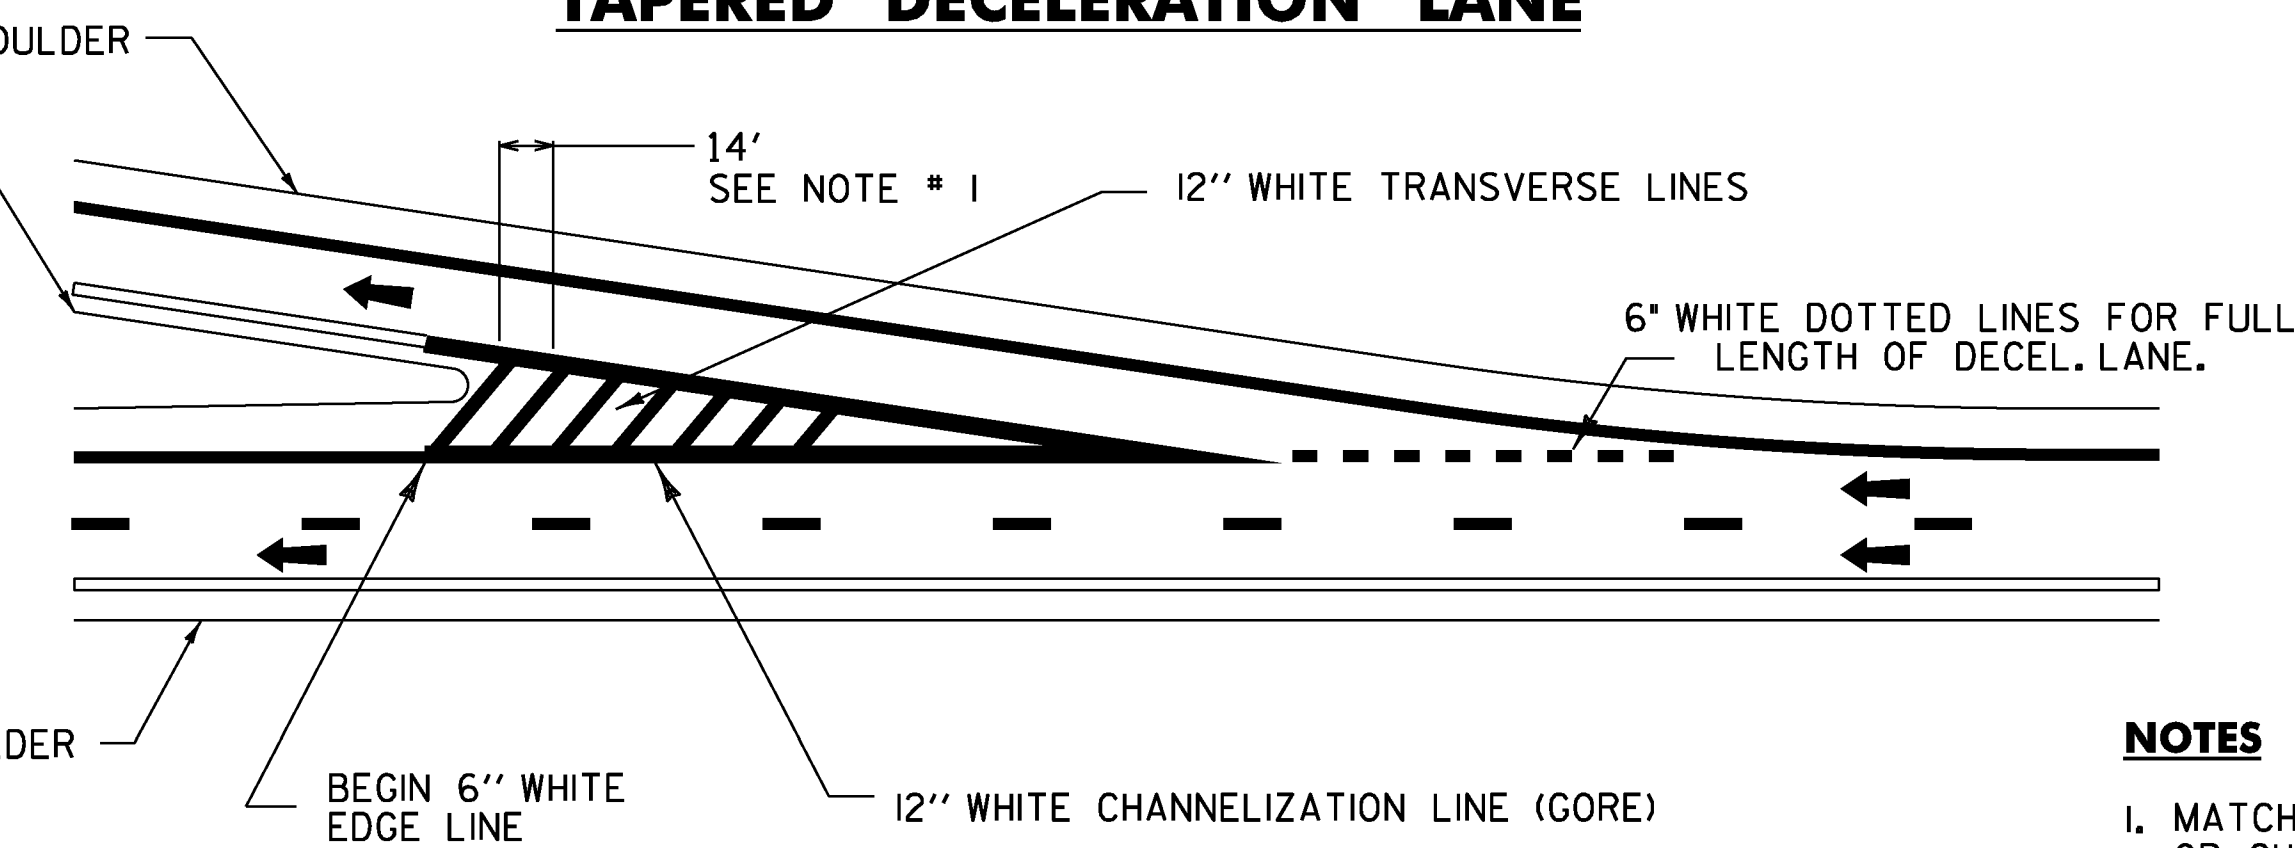 TAPERED DECELERATION LANE
OULDER
14'
SEE NOTE # 1
12" WHITE TRANSVERSE LINES
6" WHITE DOTTED LINES FOR FULL
LENGTH OF DECEL. LANE.
LDER
BEGIN 6" WHITE
EDGE LINE
12" WHITE CHANNELIZATION LINE (GORE)
NOTES
1. MATCH